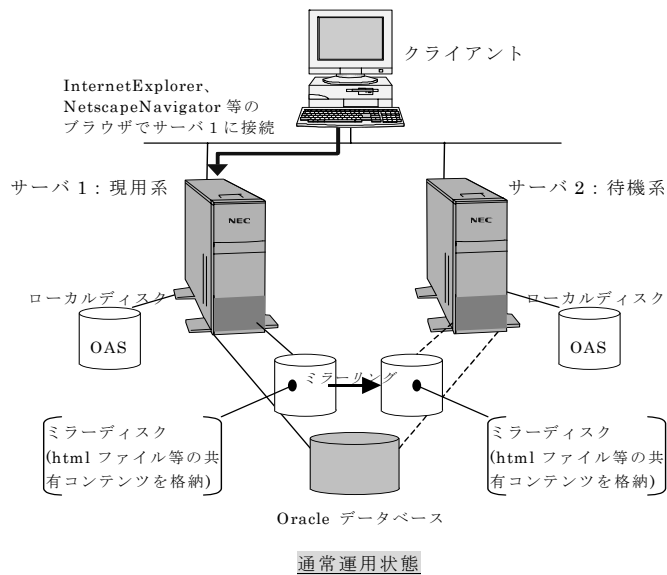 クライアント
InternetExplorer、
NetscapeNavigator 等の
ブラウザでサーバ 1 に接続
サーバ 1 : 現用系
サーバ 2 : 待機系
NEC
NEC
ローカルディスク
ローカルディスク
OAS
OAS
ミラーリング
ミラーディスク
(html ファイル等の共
有コンテンツを格納)
ミラーディスク
(html ファイル等の共
有コンテンツを格納)
Oracle データベース
通常運用状態